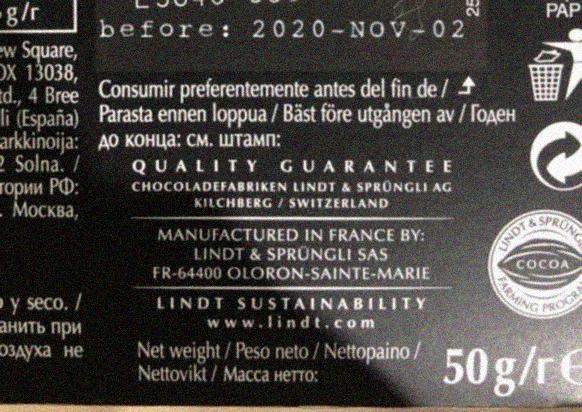 g/r
before: 2020-NOV-02
25
PAP
ew Square,
OX 13038,
td., 4 Bree
li (España)
arkkinoija:
2 Solna. /
тории РФ:
. Москва,
Consumir preferentemente antes del fin de /
Parasta ennen loppua / Bäst före utgången av / Годен
до конца: см. штамп:
QUALITY GUARANTEE
CHOCOLADEFABRIKEN LINDT & SPRÜNGLI AG
KILCHBERG / SWITZERLAND
MANUFACTURED IN FRANCE BY:
LINDT & SPRÜNGLI SAS
FR-64400 OLORON-SAINTE-MARIE
LINDT & SPRÜNG
COCOA
FARMING PROGR
LINDT SUSTAINABILITY
www.lindt.com
o y seco. /
анить при
оздуха не
Net weight / Peso neto / Nettopaino /
Nettovikt / Масса нетто:
50 g/г e